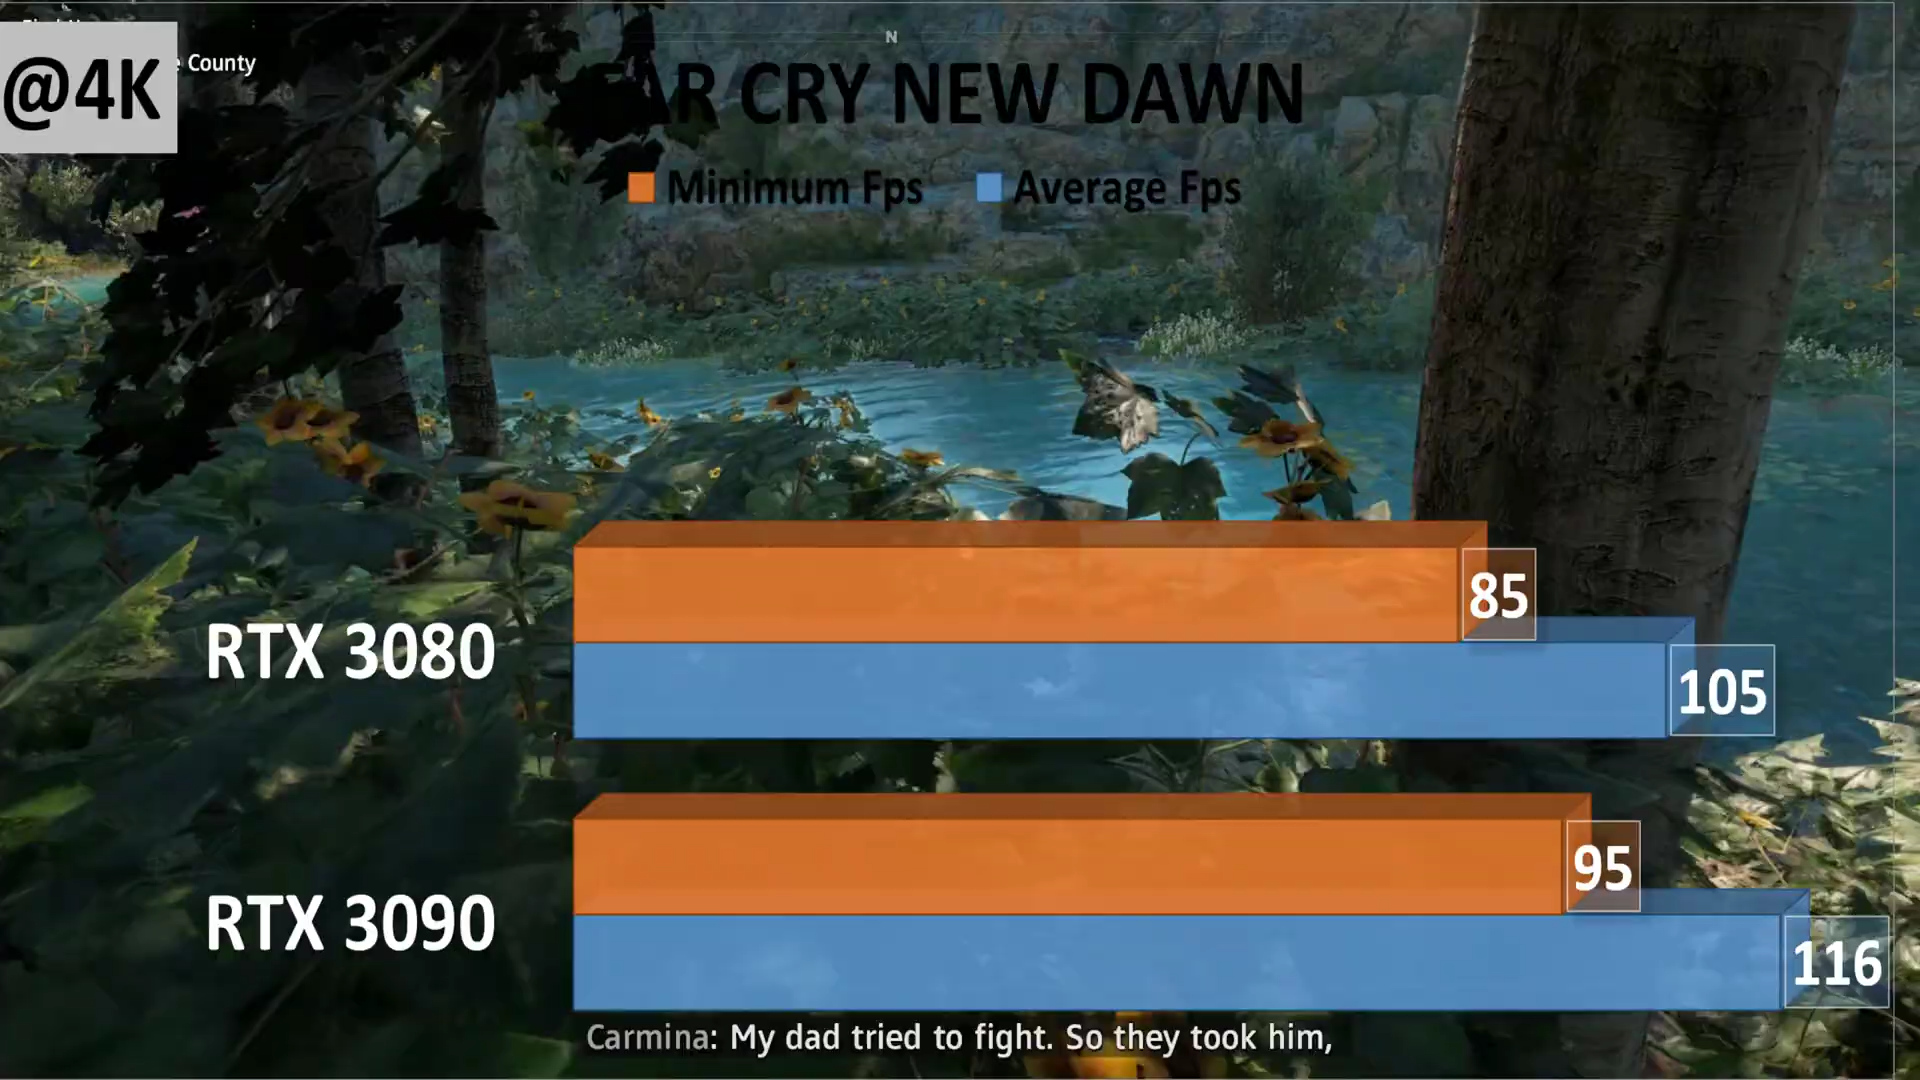 @4K
County
N
FAR CRY NEW DAWN
Minimum Fps
Average Fps
85
RTX 3080
105
95
RTX 3090
116
Carmina: My dad tried to fight. So they took him,